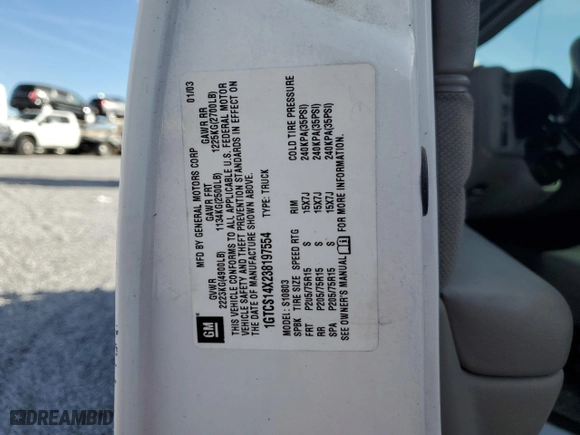 GM
MFD BY GENERAL MOTORS CORP 01/03
GVWR GAWR FRT GAWR RR
2223KG(4900LB) 1134KG(2500LB) 1225KG(2700LB)
THIS VEHICLE CONFORMS TO ALL APPLICABLE U.S. FEDERAL MOTOR
VEHICLE SAFETY AND THEFT PREVENTION STANDARDS IN EFFECT ON
THE DATE OF MANUFACTURE SHOWN ABOVE.
1GTCS14X238197554 TYPE: TRUCK
MODEL: S10803
SPBK TIRE SIZE SPEED RTG RIM COLD TIRE PRESSURE
FRT P205/75R15 S 15X7J 240KPA(35PSI)
RR P205/75R15 S 15X7J 240KPA(35PSI)
SPA P205/75R15 S 15X7J 240KPA(35PSI)
SEE OWNER'S MANUAL FOR MORE INFORMATION.
DREAMBID